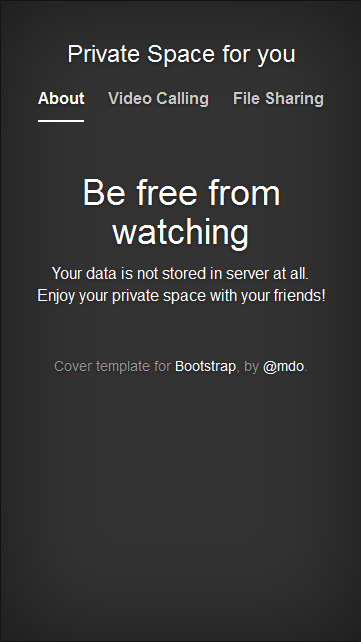 Private Space for you
About Video Calling File Sharing
Be free from
watching
Your data is not stored in server at all.
Enjoy your private space with your friends!
Cover template for Bootstrap, by @mdo.